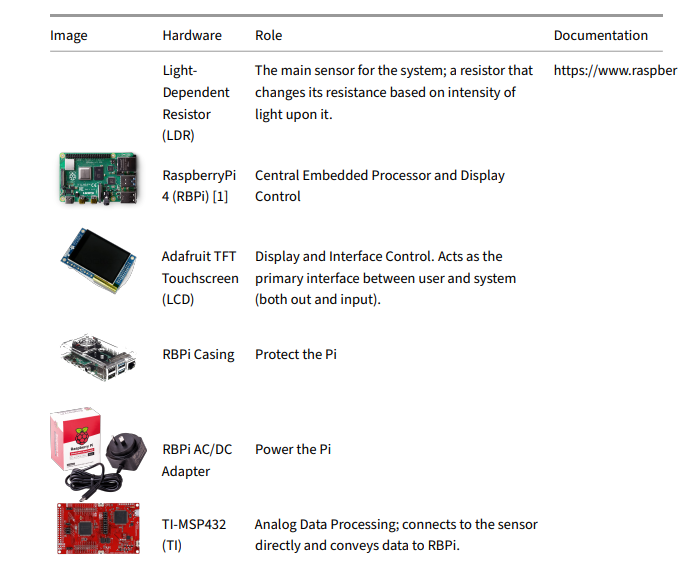 Image Hardware Role Documentation
Light- The main sensor for the system; a resistor that https://www.raspber
Dependent changes its resistance based on intensity of
Resistor light upon it.
(LDR)
RaspberryPi Central Embedded Processor and Display
4 (RBPi) [1] Control
Adafruit TFT Display and Interface Control. Acts as the
Touchscreen primary interface between user and system
(LCD) (both out and input).
RBPi Casing Protect the Pi
Raspberry Pi
RBPi AC/DC Power the Pi
Adapter
TI-MSP432 Analog Data Processing; connects to the sensor
(TI) directly and conveys data to RBPi.